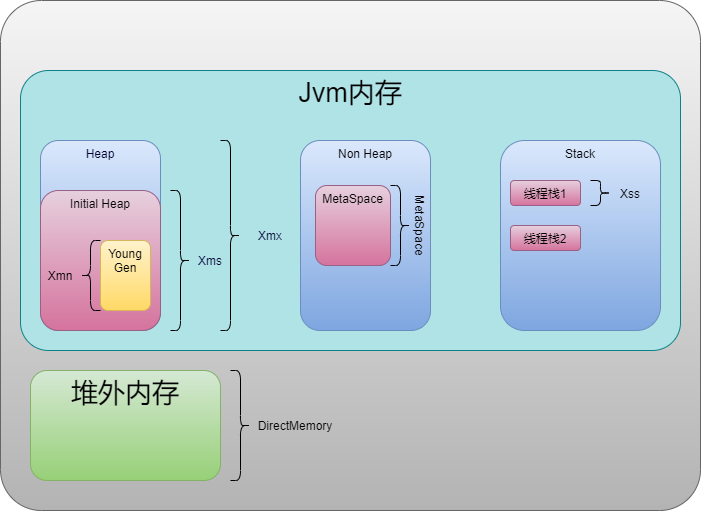 Jvm内存
Heap
Initial Heap
Young
Gen
Xmn
Xms
Xmx
Non Heap
MetaSpace
MetaSpace
Stack
线程栈1
Xss
线程栈2
堆外内存
DirectMemory